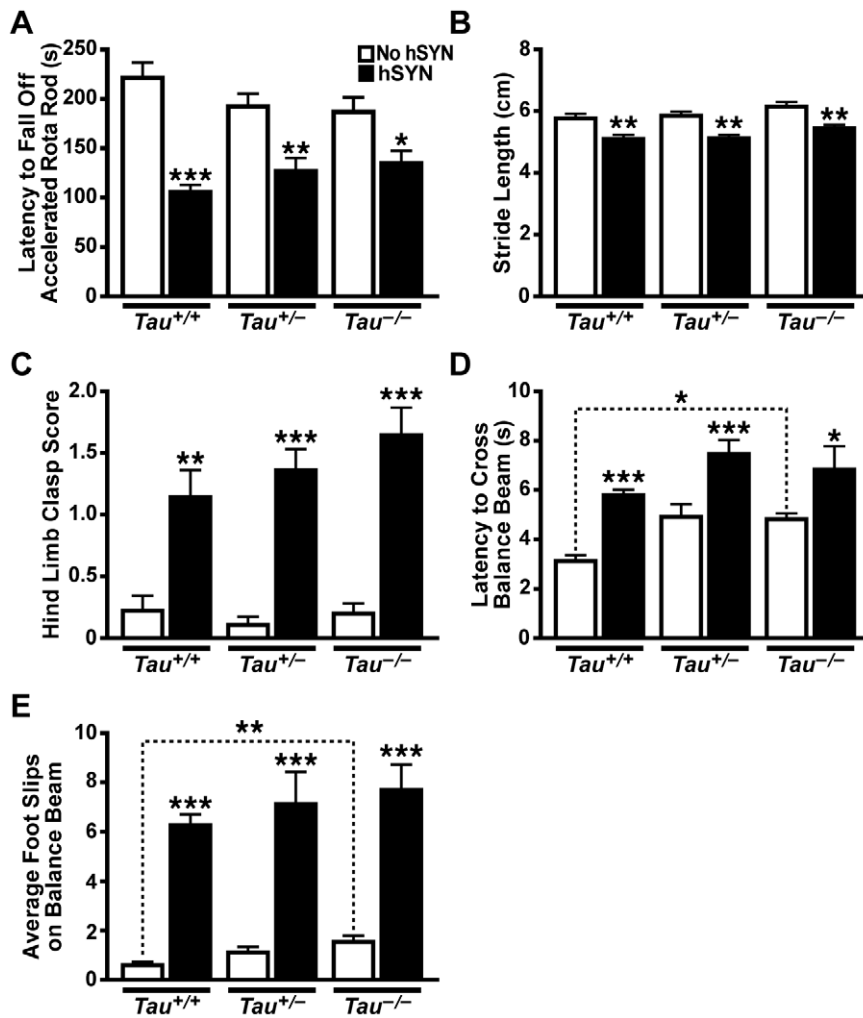 A
Latency to Fall Off
Accelerated Rota Rod (s)
250
200
150
100
50
0
No hSYN
hSYN
***
**
*
Tau+/+
Tau+/–
Tau–/–
B
Stride Length (cm)
8
6
4
2
0
**
**
**
Tau+/+
Tau+/–
Tau–/–
C
Hind Limb Clasp Score
2.0
1.5
1.0
0.5
0
**
***
***
Tau+/+
Tau+/–
Tau–/–
D
Latency to Cross
Balance Beam (s)
10
8
6
4
2
0
*
***
***
*
Tau+/+
Tau+/–
Tau–/–
E
Average Foot Slips
on Balance Beam
10
8
6
4
2
0
**
***
***
***
Tau+/+
Tau+/–
Tau–/–